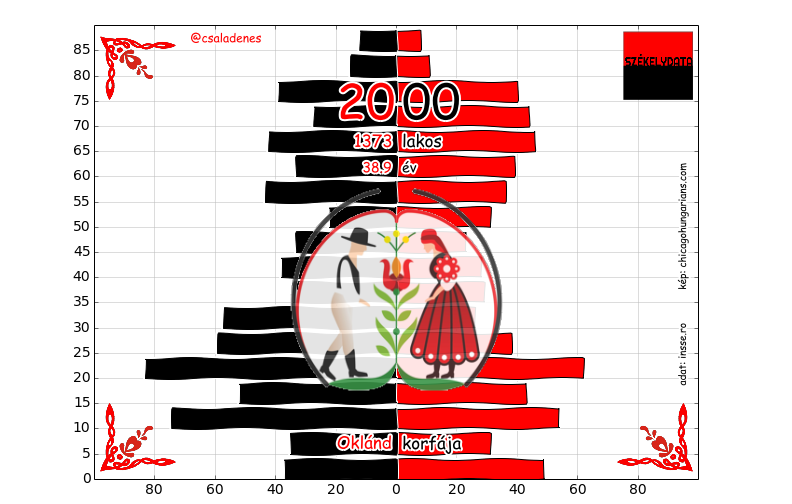 @csaladenes
SZÉKELYDATA
2000
1373 lakos
38.9 év
kép: chicagohungarians.com
adat: insse.ro
Oklánd korfája
85
80
75
70
65
60
55
50
45
40
35
30
25
20
15
10
5
0
80 60 40 20 0 20 40 60 80